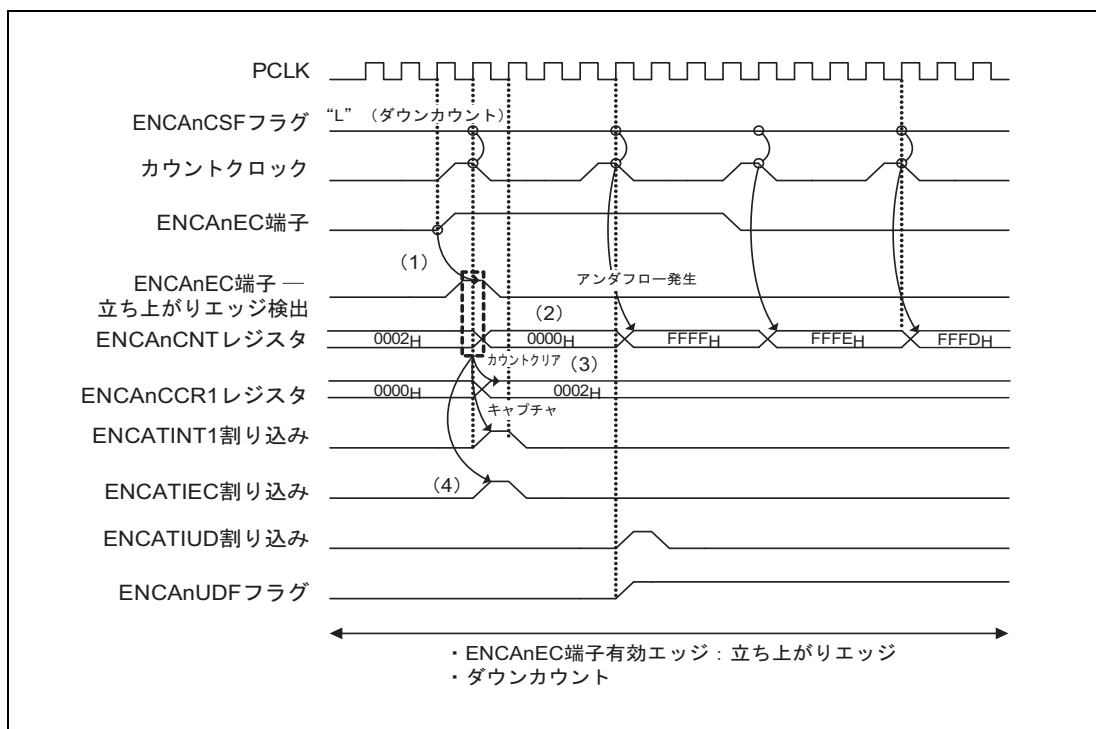 PCLK
“L” （ダウンカウント）
ENCAnCSFフラグ
カウントクロック
ENCAnEC端子
（1）
アンダフロー発生
ENCAnEC端子 ―
立ち上がりエッジ検出
（2）
ENCAnCNTレジスタ
0002H
0000H
FFFFH
FFFEH
FFFDH
カウントクリア （3）
ENCAnCCR1レジスタ
0000H
0002H
キャプチャ
ENCATINT1割り込み
ENCATIEC割り込み
（4）
ENCATIUD割り込み
ENCAnUDFフラグ
・ENCAnEC端子有効エッジ：立ち上がりエッジ
・ダウンカウント